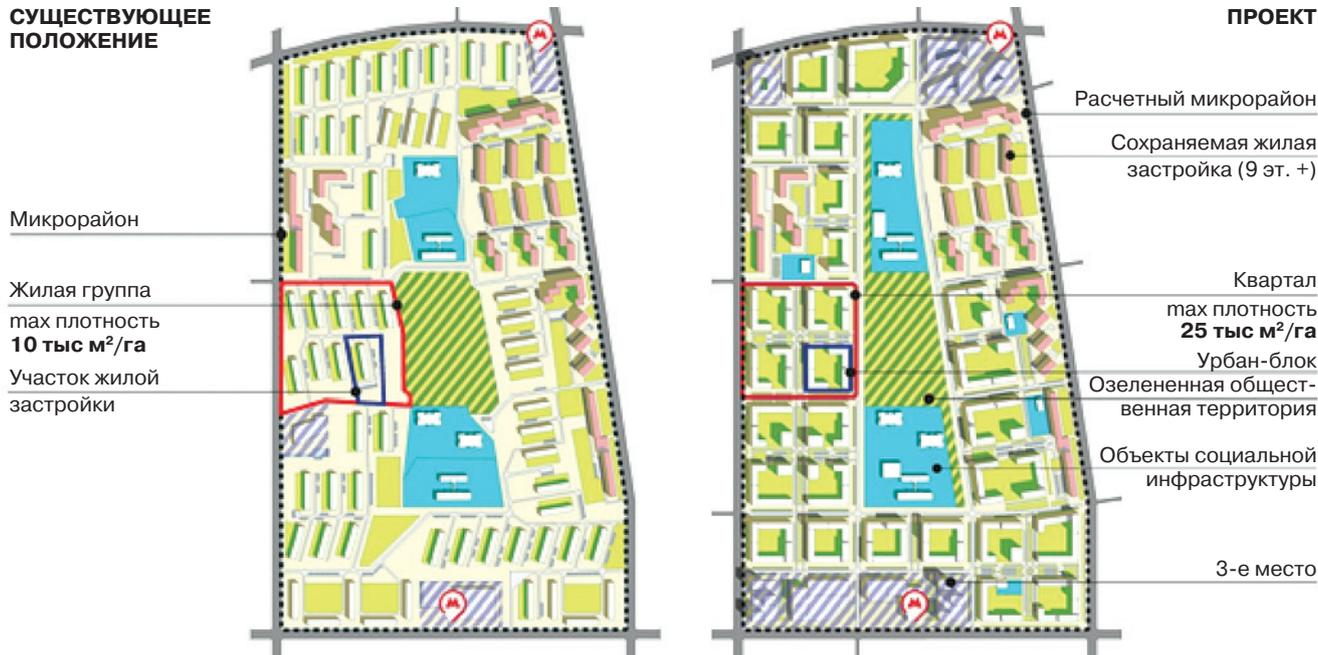 СУЩЕСТВУЮЩЕЕ
ПОЛОЖЕНИЕ
Микрорайон
Жилая группа
max плотность
10 тыс м²/га
Участок жилой
застройки
ПРОЕКТ
Расчетный микрорайон
Сохраняемая жилая
застройка (9 эт. +)
Квартал
max плотность
25 тыс м²/га
Урбан-блок
Озелененная общест-
венная территория
Объекты социальной
инфраструктуры
3-е место